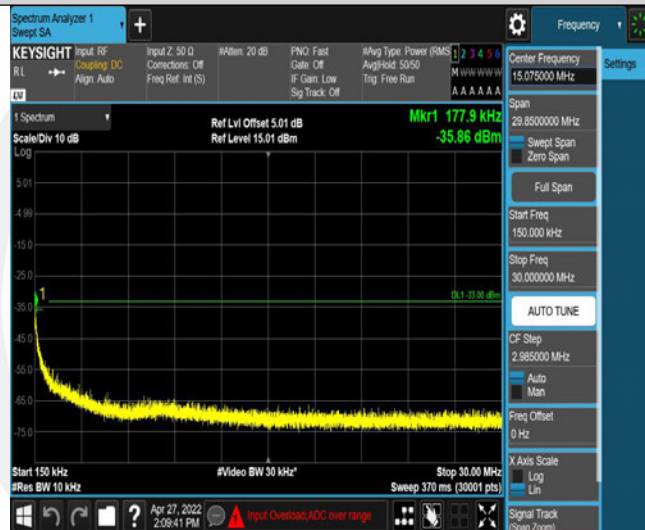 Spectrum Analyzer 1
Swept SA
+
Frequency
KEYSIGHT
RL
Input: RF
Coupling: DC
Align: Auto
Input Z: 50 Ω
Corrections: Off
Freq Ref: Int (S)
#Atten: 20 dB
PNO: Fast
Gate: Off
IF Gain: Low
Sig Track: Off
#Avg Type: Power (RMS
Avg|Hold: 50/50
Trig: Free Run
1 2 3 4 5 6
M W W W W W
A A A A A A
LXI
Center Frequency
15.075000 MHz
Settings
Span
29.8500000 MHz
Swept Span
Zero Span
Full Span
Start Freq
150.000 kHz
Stop Freq
30.000000 MHz
AUTO TUNE
CF Step
2.985000 MHz
Auto
Man
Freq Offset
0 Hz
X Axis Scale
Log
Lin
Signal Track
(Span Zoom)
1 Spectrum
Scale/Div 10 dB
Log
Ref Lvl Offset 5.01 dB
Ref Level 15.01 dBm
Mkr1 177.9 kHz
-35.86 dBm
5.01
-4.99
-15.0
-25.0
-35.0
-45.0
-55.0
-65.0
-75.0
1
DL1 -33.00 dBm
Start 150 kHz
#Res BW 10 kHz
#Video BW 30 kHz*
Stop 30.00 MHz
Sweep 370 ms (30001 pts)
?
Apr 27, 2022
2:09:41 PM
Input Overload;ADC over range